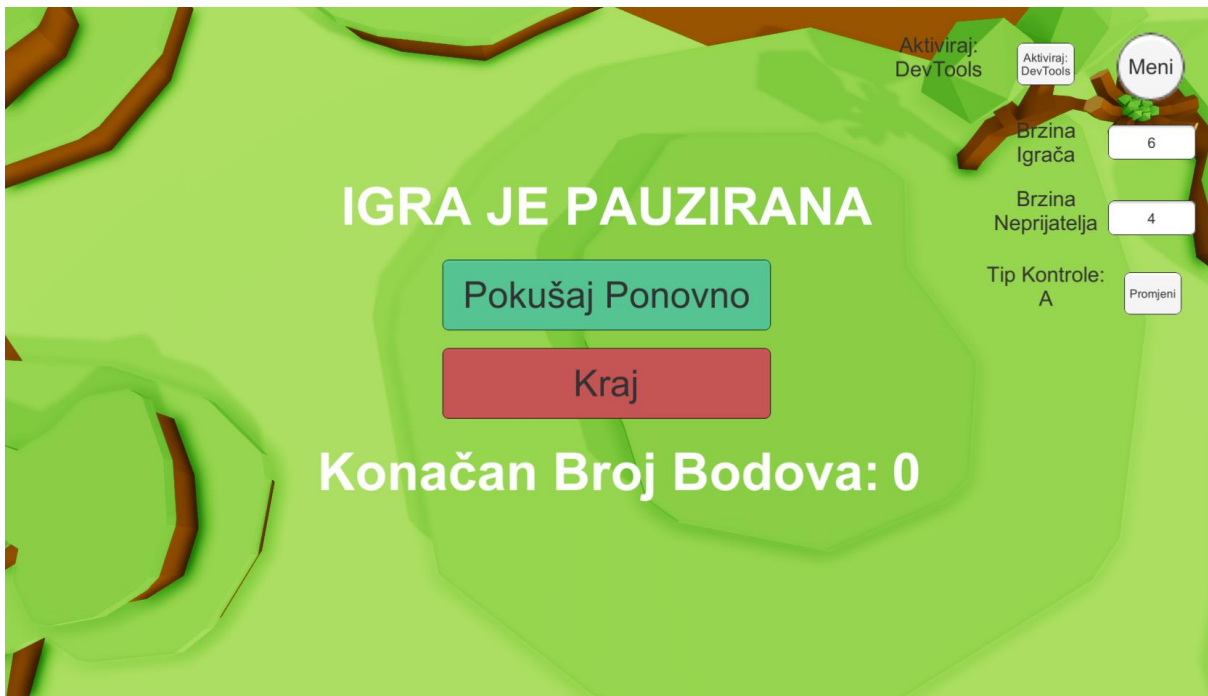 Aktiviraj:
DevTools
Aktiviraj:
DevTools
Meni
Brzina
Igrača
6
IGRA JE PAUZIRANA
Brzina
Neprijatelja
4
Pokušaj Ponovno
Tip Kontrole:
A
Promjeni
Kraj
Konačan Broj Bodova: 0